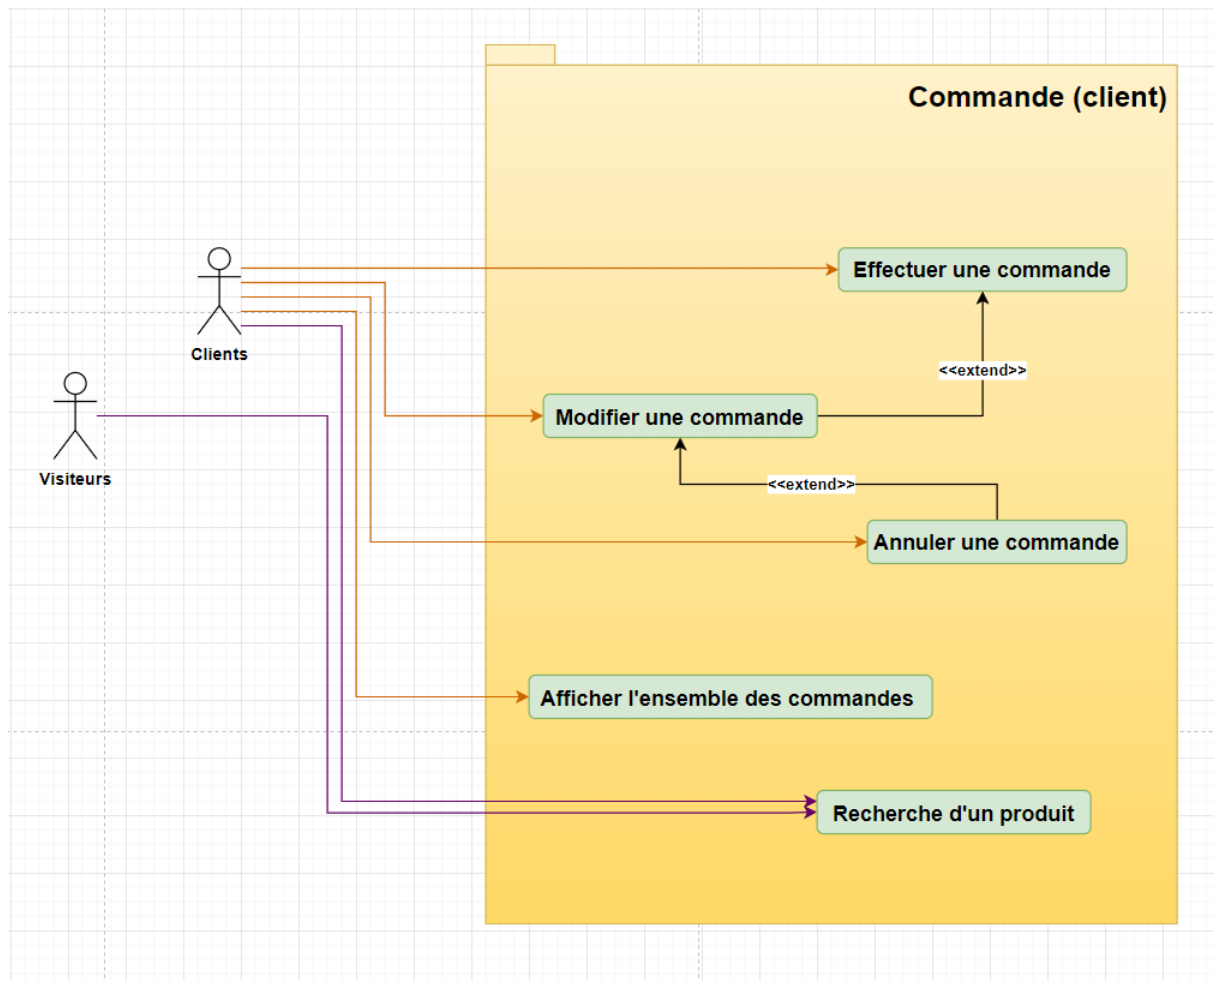 Commande (client)
Effectuer une commande
Clients
<<extend>>
Modifier une commande
Visiteurs
<<extend>>
Annuler une commande
Afficher l'ensemble des commandes
Recherche d'un produit